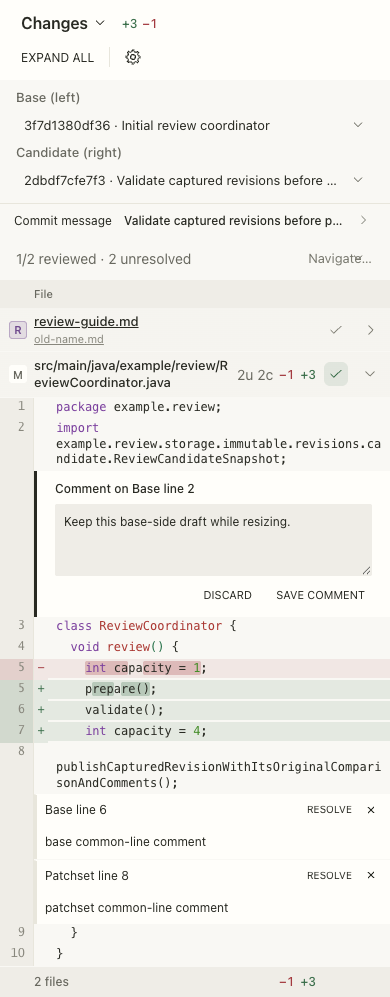 Changes +3 −1
EXPAND ALL
Base (left)
3f7d1380df36 · Initial review coordinator
Candidate (right)
2dbdf7cfe7f3 · Validate captured revisions before ...
Commit message Validate captured revisions before p...
1/2 reviewed · 2 unresolved Navigate...
File
R review-guide.md
old-name.md
M src/main/java/example/review/R
eviewCoordinator.java 2u 2c −1 +3
1 package example.review;
2 import
example.review.storage.immutable.revisions.ca
ndidate.ReviewCandidateSnapshot;
Comment on Base line 2
Keep this base-side draft while resizing.
DISCARD SAVE COMMENT
3 class ReviewCoordinator {
4 void review() {
5 − int capacity = 1;
5 + prepare();
6 + validate();
7 + int capacity = 4;
8
publishCapturedRevisionWithItsOriginalCompari
sonAndComments();
Base line 6 RESOLVE ×
base common-line comment
Patchset line 8 RESOLVE ×
patchset common-line comment
9 }
10 }
2 files −1 +3